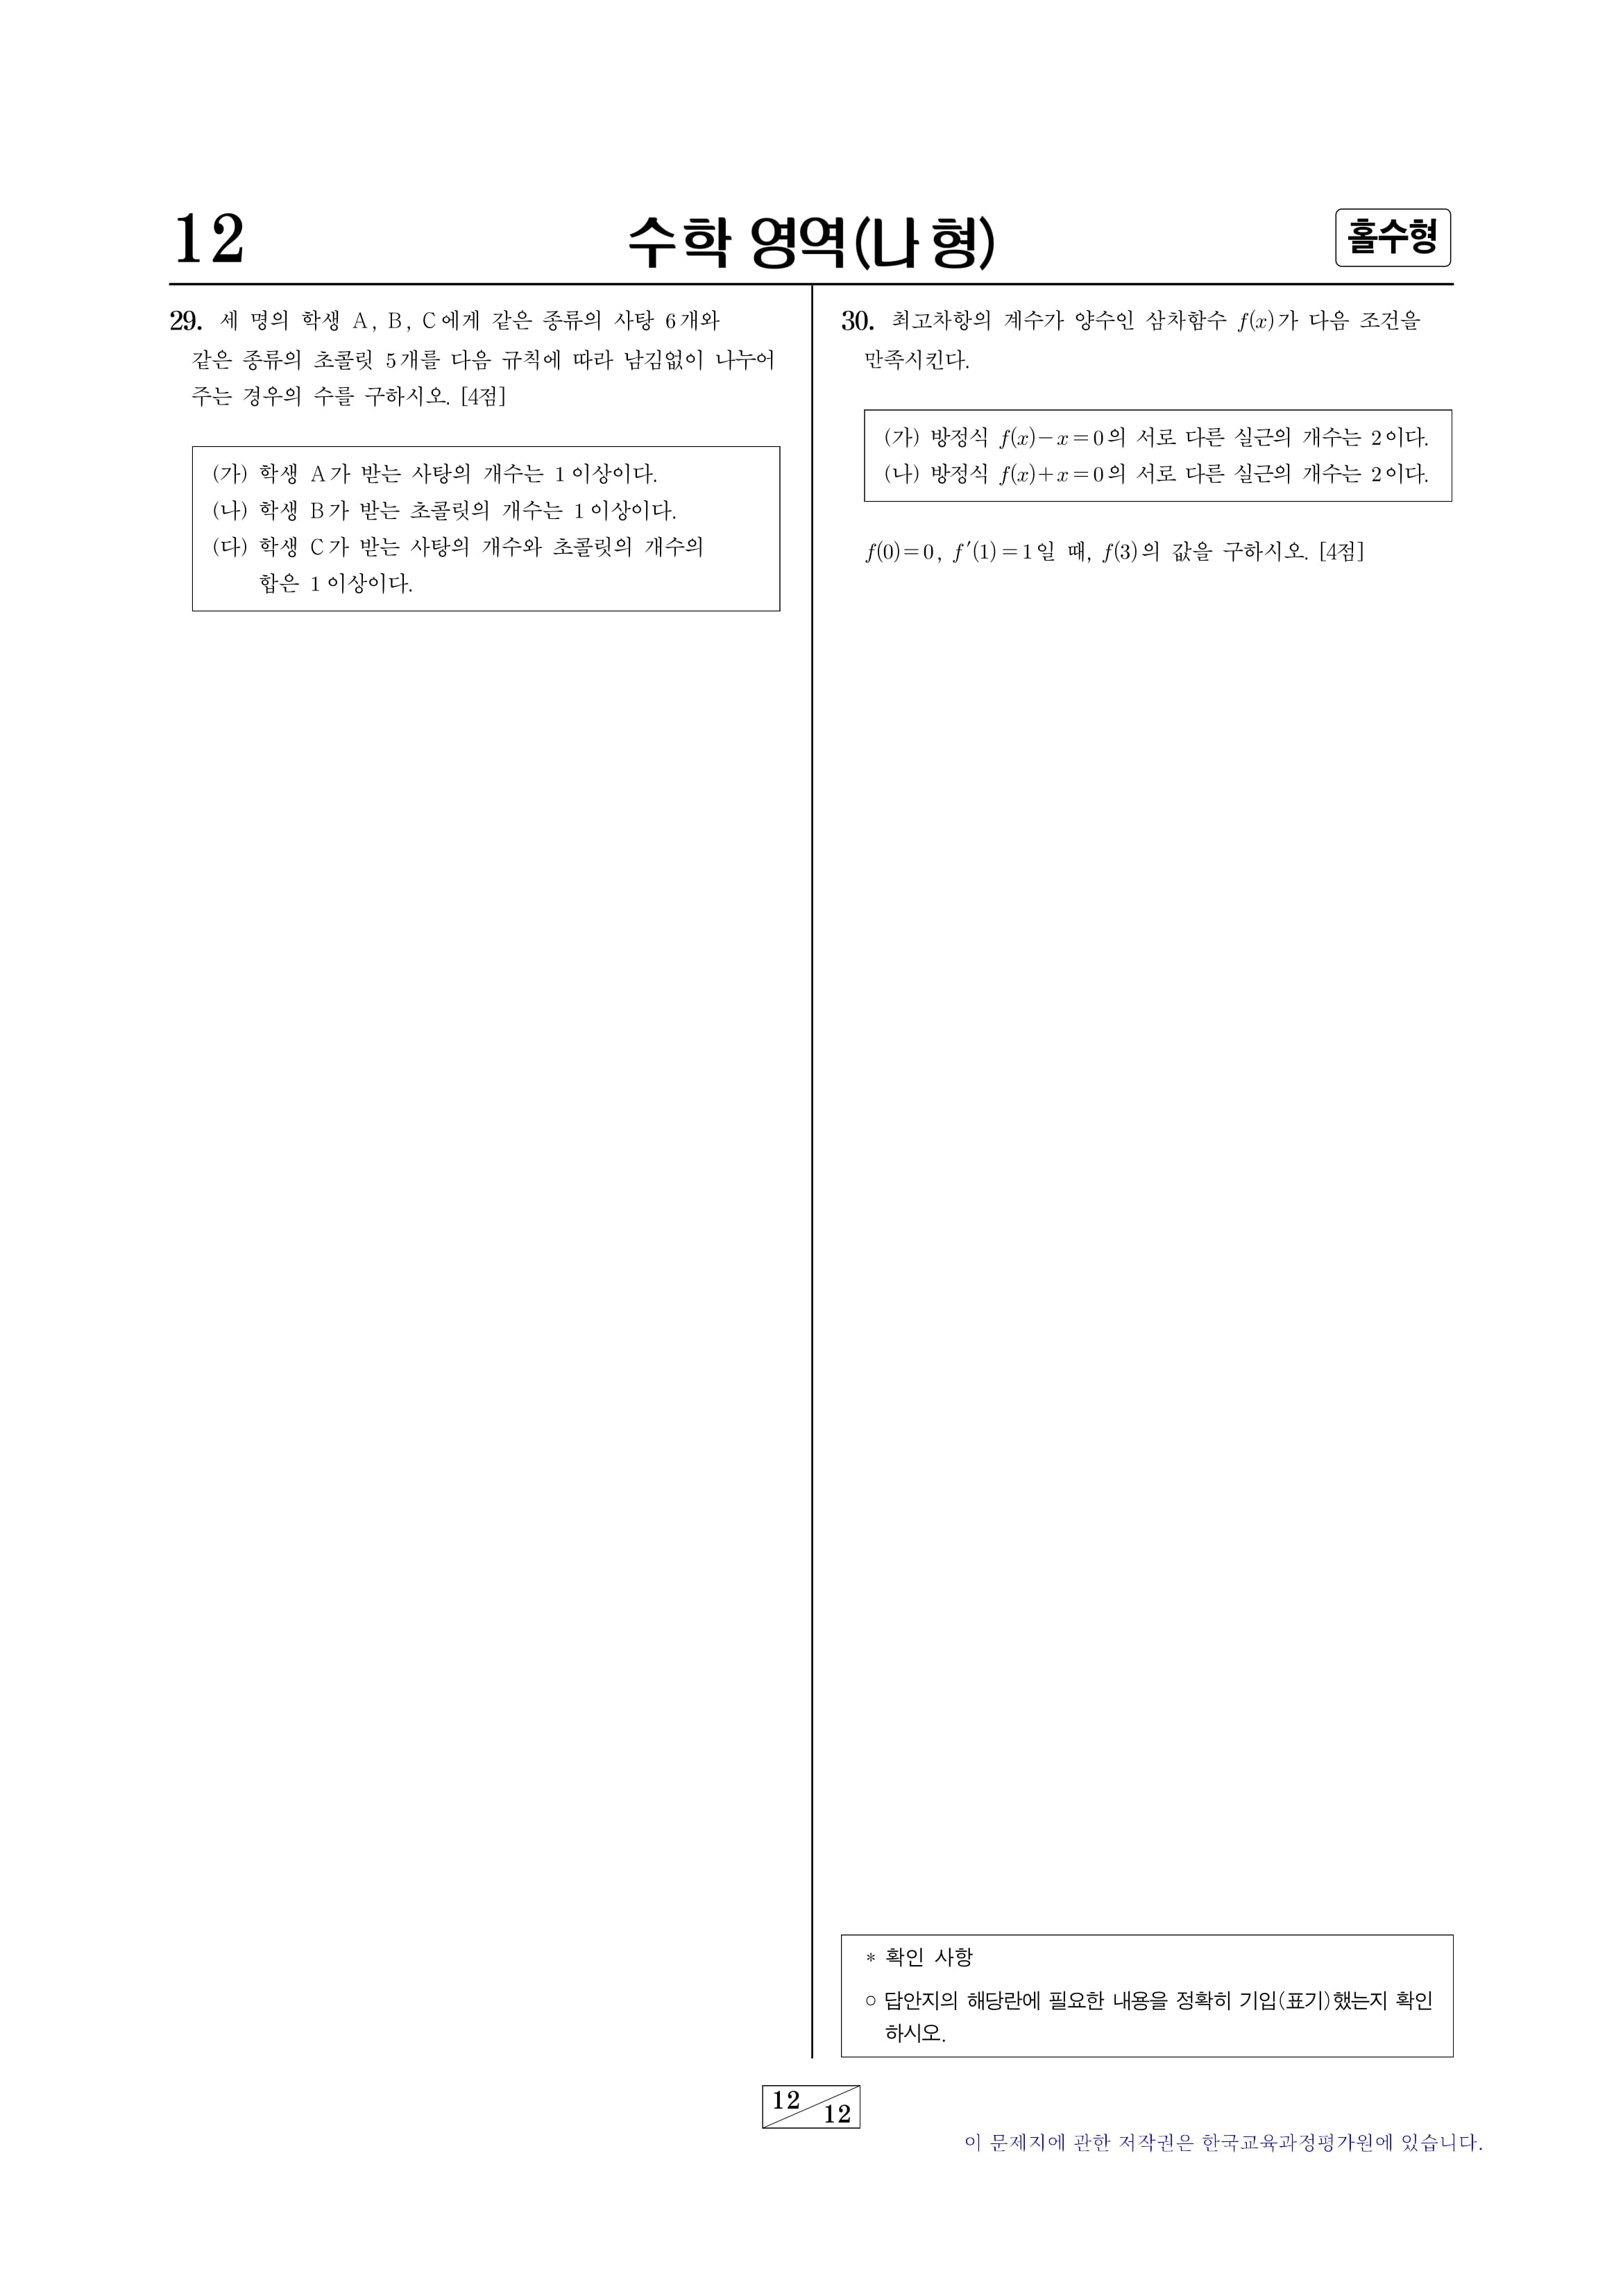 12
수학 영역(나 형)
홀수형
29. 세 명의 학생 A, B, C에게 같은 종류의 사탕 6개와
같은 종류의 초콜릿 5개를 다음 규칙에 따라 남김없이 나누어
주는 경우의 수를 구하시오. [4점]
(가) 학생 A가 받는 사탕의 개수는 1 이상이다.
(나) 학생 B가 받는 초콜릿의 개수는 1 이상이다.
(다) 학생 C가 받는 사탕의 개수와 초콜릿의 개수의
합은 1 이상이다.
30. 최고차항의 계수가 양수인 삼차함수 f(x)가 다음 조건을
만족시킨다.
(가) 방정식 f(x)-x=0의 서로 다른 실근의 개수는 2이다.
(나) 방정식 f(x)+x=0의 서로 다른 실근의 개수는 2이다.
f(0)=0, f′(1)=1일 때, f(3)의 값을 구하시오. [4점]
* 확인 사항
○ 답안지의 해당란에 필요한 내용을 정확히 기입(표기)했는지 확인
하시오.
12
12
이 문제지에 관한 저작권은 한국교육과정평가원에 있습니다.